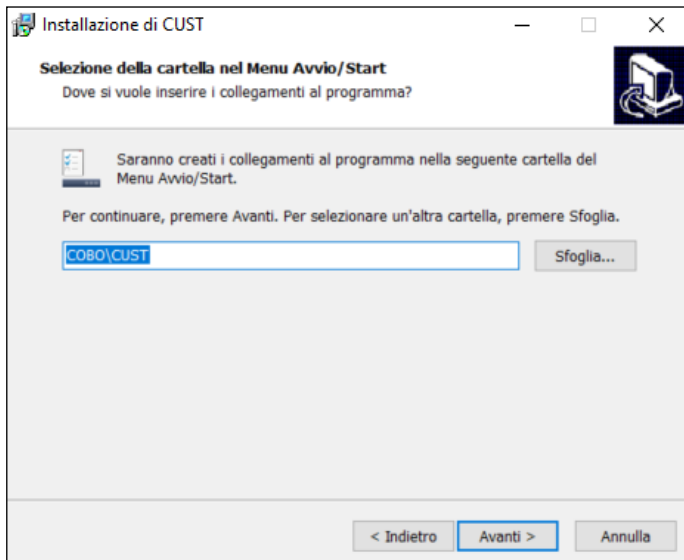 Installazione di CUST
Selezione della cartella nel Menu Avvio/Start
Dove si vuole inserire i collegamenti al programma?
Saranno creati i collegamenti al programma nella seguente cartella del
Menu Avvio/Start.
Per continuare, premere Avanti. Per selezionare un'altra cartella, premere Sfoglia.
COBO\CUST
Sfoglia...
< Indietro
Avanti >
Annulla